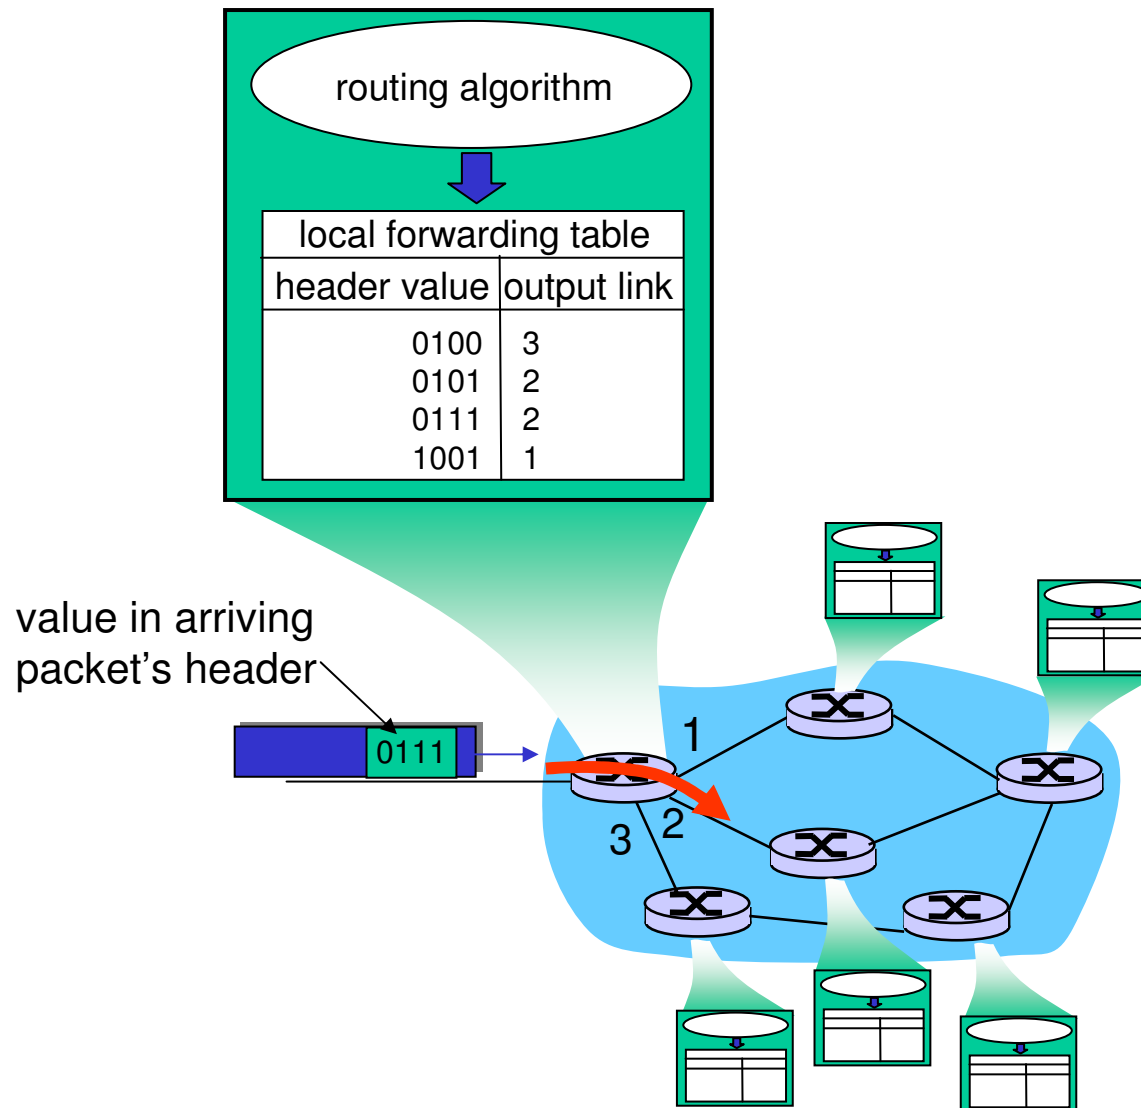 routing algorithm
local forwarding table
header value output link
0100 3
0101 2
0111 2
1001 1
value in arriving
packet's header
0111
1
2
3